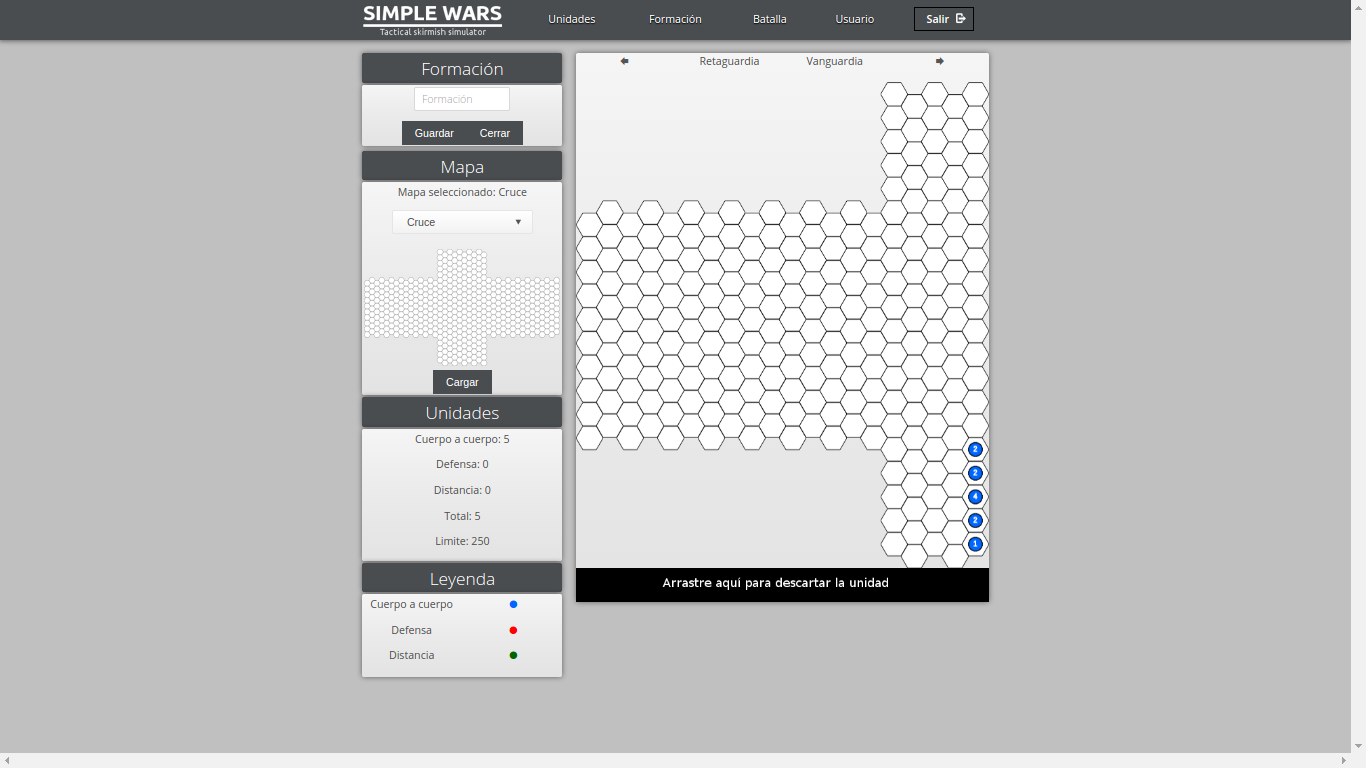 SIMPLE WARS
Tactical skirmish simulator
Unidades
Formación
Batalla
Usuario
Salir
Formación
Formación
Guardar
Cerrar
Mapa
Mapa seleccionado: Cruce
Cruce
Cargar
Unidades
Cuerpo a cuerpo: 5
Defensa: 0
Distancia: 0
Total: 5
Limite: 250
Leyenda
Cuerpo a cuerpo
Defensa
Distancia
Retaguardia
Vanguardia
2
2
4
2
1
Arrastre aquí para descartar la unidad